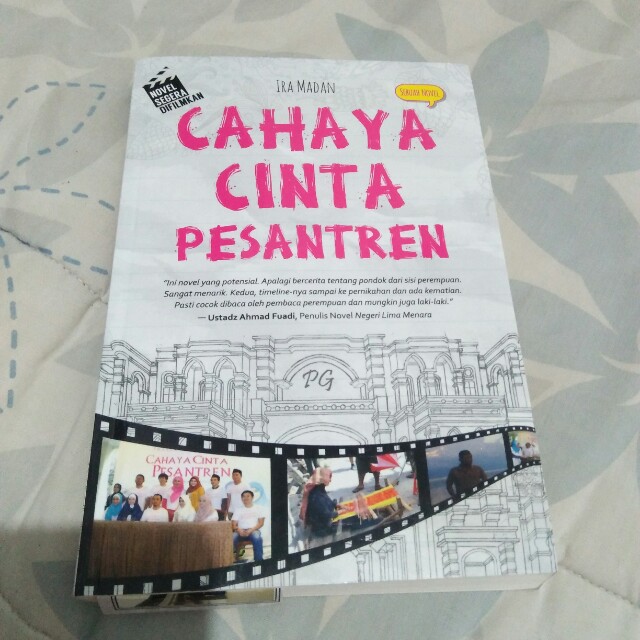 NOVEL
SEGERA
DIFILMKAN
IRA MADAN
SEBUAH NOVEL
CAHAYA
CINTA
PESANTREN
"Ini novel yang potensial. Apalagi bercerita tentang pondok dari sisi perempuan.
Sangat menarik. Kedua, timeline-nya sampai ke pernikahan dan ada kematian.
Pasti cocok dibaca oleh pembaca perempuan dan mungkin juga laki-laki."
— Ustadz Ahmad Fuadi, Penulis Novel Negeri Lima Menara
PG
CAHAYA CINTA
PESANTREN